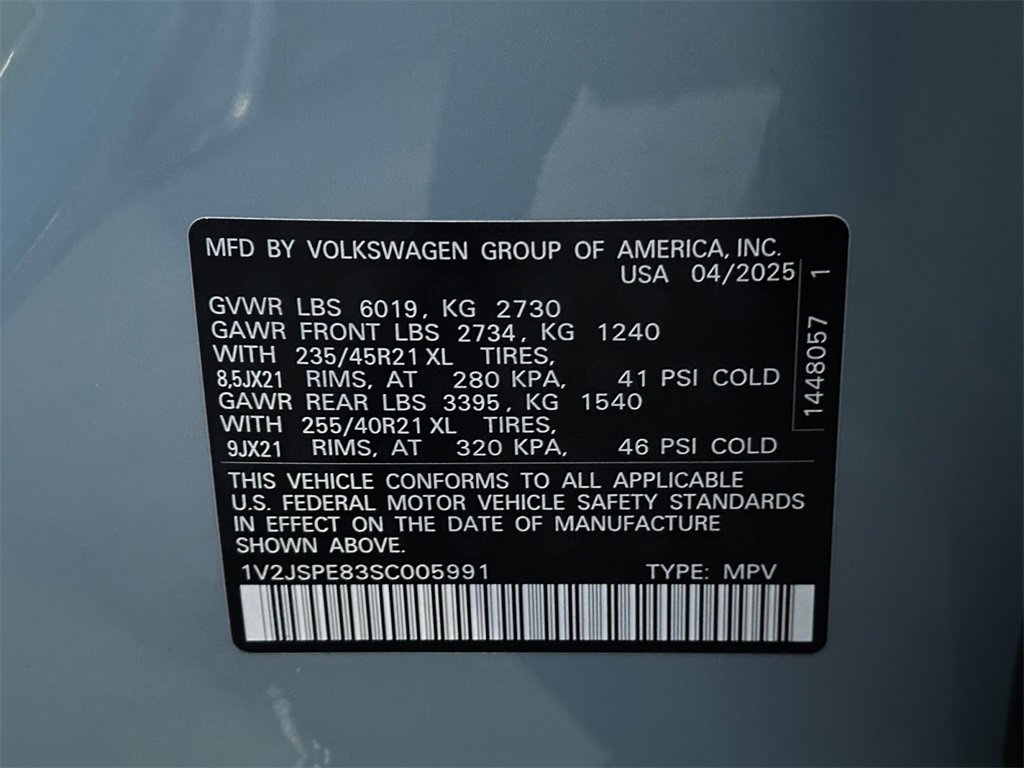 MFD BY VOLKSWAGEN GROUP OF AMERICA, INC.
USA 04/2025
GVWR LBS 6019, KG 2730
GAWR FRONT LBS 2734, KG 1240
WITH 235/45R21 XL TIRES,
8,5JX21 RIMS, AT 280 KPA, 41 PSI COLD
GAWR REAR LBS 3395, KG 1540
WITH 255/40R21 XL TIRES,
9JX21 RIMS, AT 320 KPA, 46 PSI COLD
1448057 1
THIS VEHICLE CONFORMS TO ALL APPLICABLE
U.S. FEDERAL MOTOR VEHICLE SAFETY STANDARDS
IN EFFECT ON THE DATE OF MANUFACTURE
SHOWN ABOVE.
1V2JSPE83SC005991 TYPE: MPV